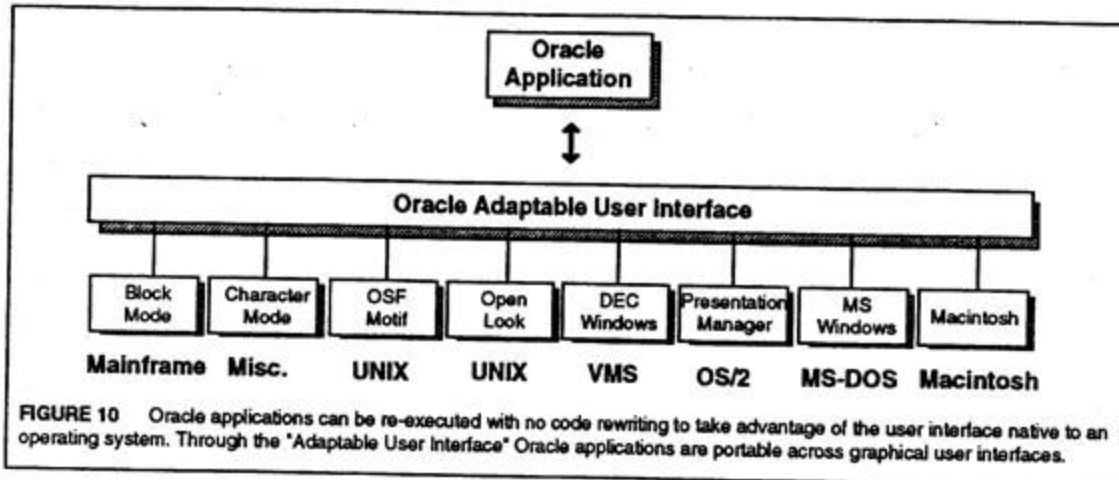 Oracle
Application
Oracle Adaptable User Interface
Block
Mode
Character
Mode
OSF
Motif
Open
Look
DEC
Windows
Presentation
Manager
MS
Windows
Macintosh
Mainframe Misc. UNIX UNIX VMS OS/2 MS-DOS Macintosh
FIGURE 10 Oracle applications can be re-executed with no code rewriting to take advantage of the user interface native to an
operating system. Through the "Adaptable User Interface" Oracle applications are portable across graphical user interfaces.